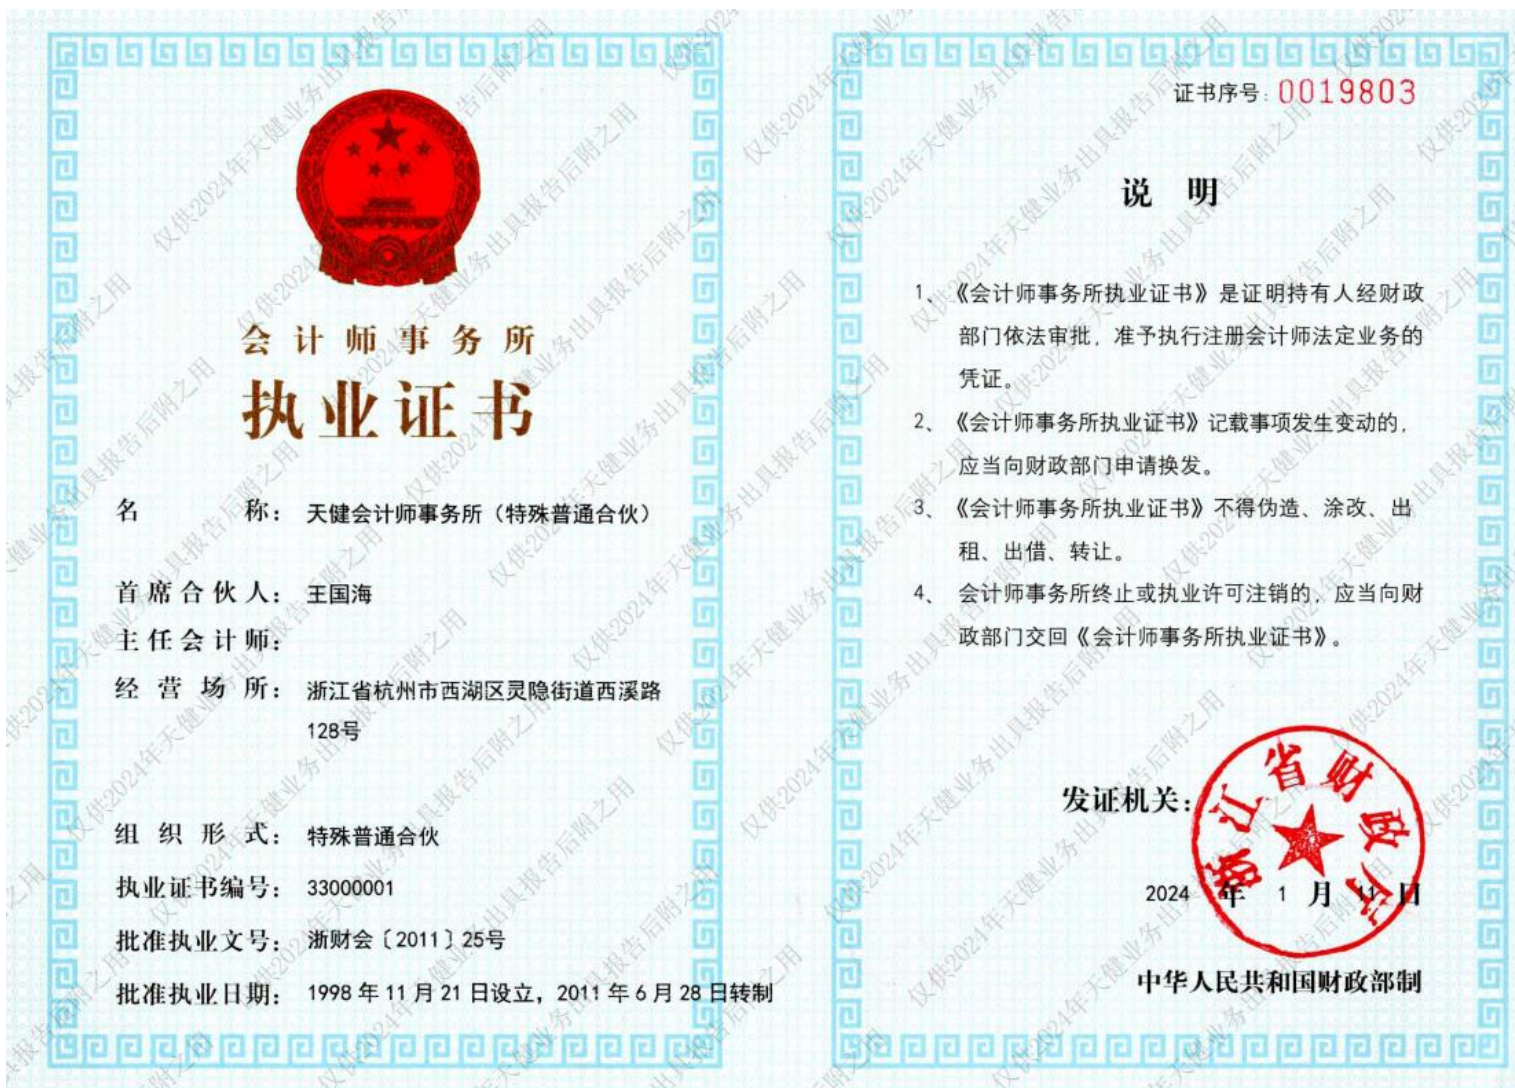 会计师事务所
执业证书
名 称： 天健会计师事务所（特殊普通合伙）
首席合伙人： 王国海
主任会计师：
经营场所： 浙江省杭州市西湖区灵隐街道西溪路
128号
组织形式： 特殊普通合伙
执业证书编号： 33000001
批准执业文号： 浙财会〔2011〕25号
批准执业日期： 1998年11月21日设立，2011年6月28日转制
证书序号：0019803
说 明
1、《会计师事务所执业证书》是证明持有人经财政
部门依法审批，准予执行注册会计师法定业务的
凭证。
2、《会计师事务所执业证书》记载事项发生变动的，
应当向财政部门申请换发。
3、《会计师事务所执业证书》不得伪造、涂改、出
租、出借、转让。
4、 会计师事务所终止或执业许可注销的，应当向财
政部门交回《会计师事务所执业证书》。
发证机关：
浙江省财政厅
2024 年 1 月 11 日
中华人民共和国财政部制
仅供2024年天健业务出具报告后附之用